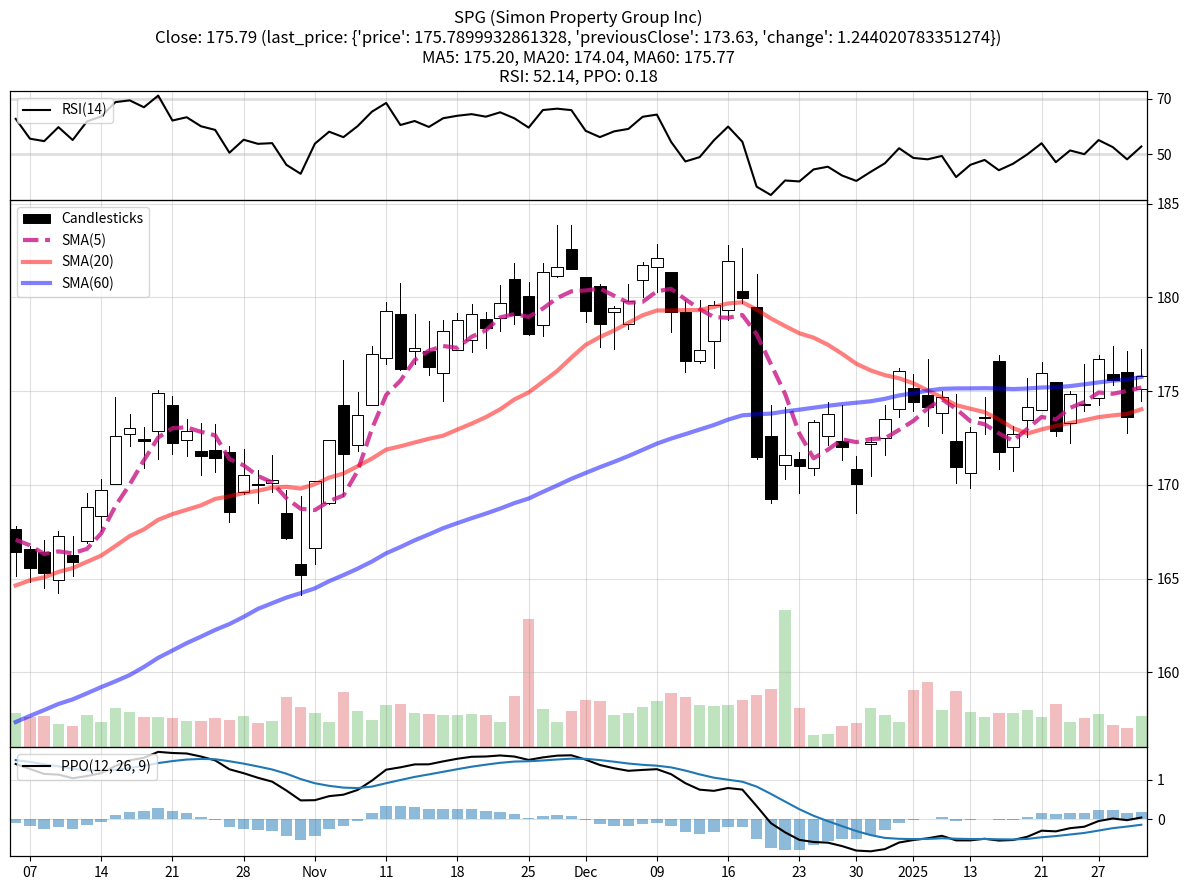 SPG (Simon Property Group Inc)
Close: 175.79 (last_price: {'price': 175.7899932861328, 'previousClose': 173.63, 'change': 1.244020783351274})
MA5: 175.20, MA20: 174.04, MA60: 175.77
RSI: 52.14, PPO: 0.18
RSI(14)
70
50
Candlesticks
SMA(5)
SMA(20)
SMA(60)
185
180
175
170
165
160
PPO(12,26,9)
1
0
07 14 21 28 Nov 11 18 25 Dec 09 16 23 30 2025 13 21 27